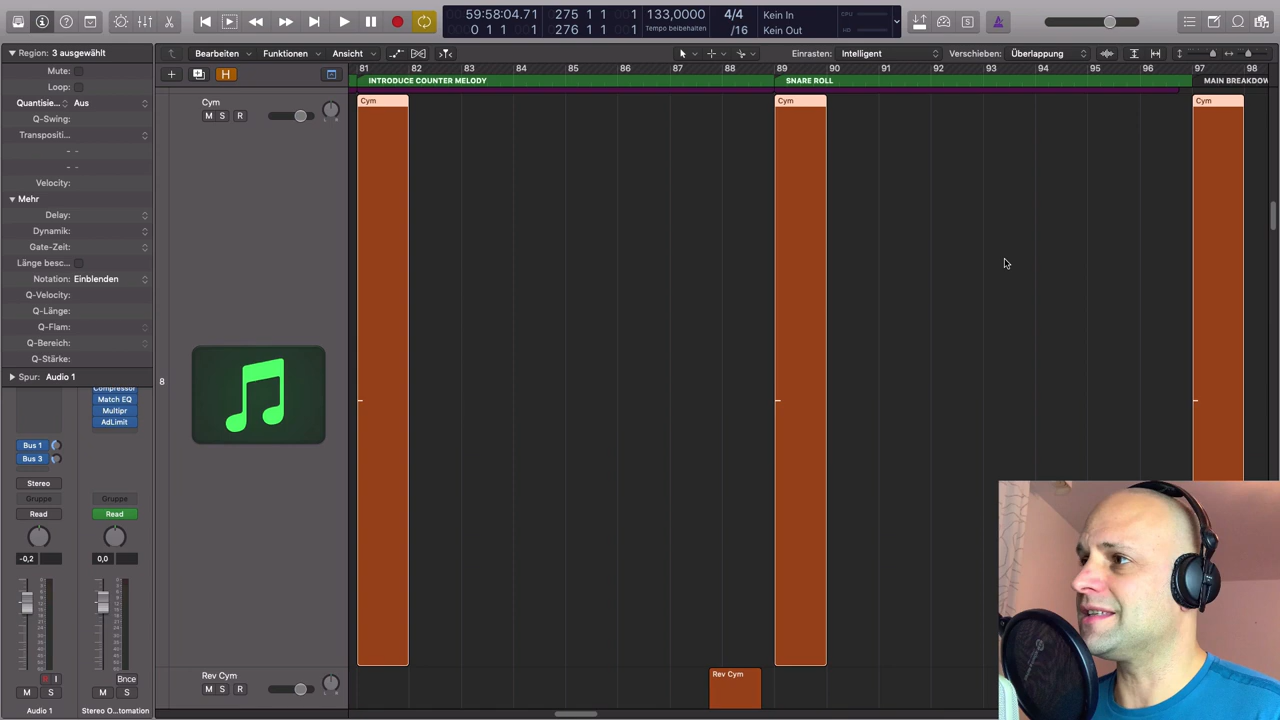 59:58:04.71 275 1 1 1 133,0000 4/4 Kein In
0 1 1 1 276 1 1 1 Tempo beibehalten /16 Kein Out
CPU
Region: 3 ausgewählt
Bearbeiten Funktionen Ansicht Einrasten: Intelligent Verschieben: Überlappung
Mute:
Loop:
Quantisie... Aus
Q-Swing:
Transpositi...
- -
- -
Velocity:
Mehr
Delay:
Dynamik:
Gate-Zeit:
Länge besc...
Notation: Einblenden
Q-Velocity:
Q-Länge:
Q-Flam:
Q-Bereich:
Q-Stärke:
Spur: Audio 1
H
81 82 83 84 85 86 87 88 89 90 91 92 93 94 95 96 97 98
INTRODUCE COUNTER MELODY SNARE ROLL MAIN BREAKDOW
Cym
M S R
Cym Cym Cym
8
Rev Cym
M S R
Rev Cym
Compressor
Match EQ
Multipr
AdLimit
Bus 1
Bus 3
Stereo
Gruppe Gruppe
Read Read
-0,2 0,0
R I Bnce
M S M S
Audio 1 Stereo O...tomation